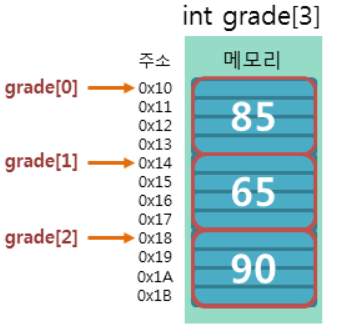 int grade[3]
주소 메모리
grade[0] 0x10
0x11
0x12
0x13
85
grade[1] 0x14
0x15
0x16
0x17
65
grade[2] 0x18
0x19
0x1A
0x1B
90